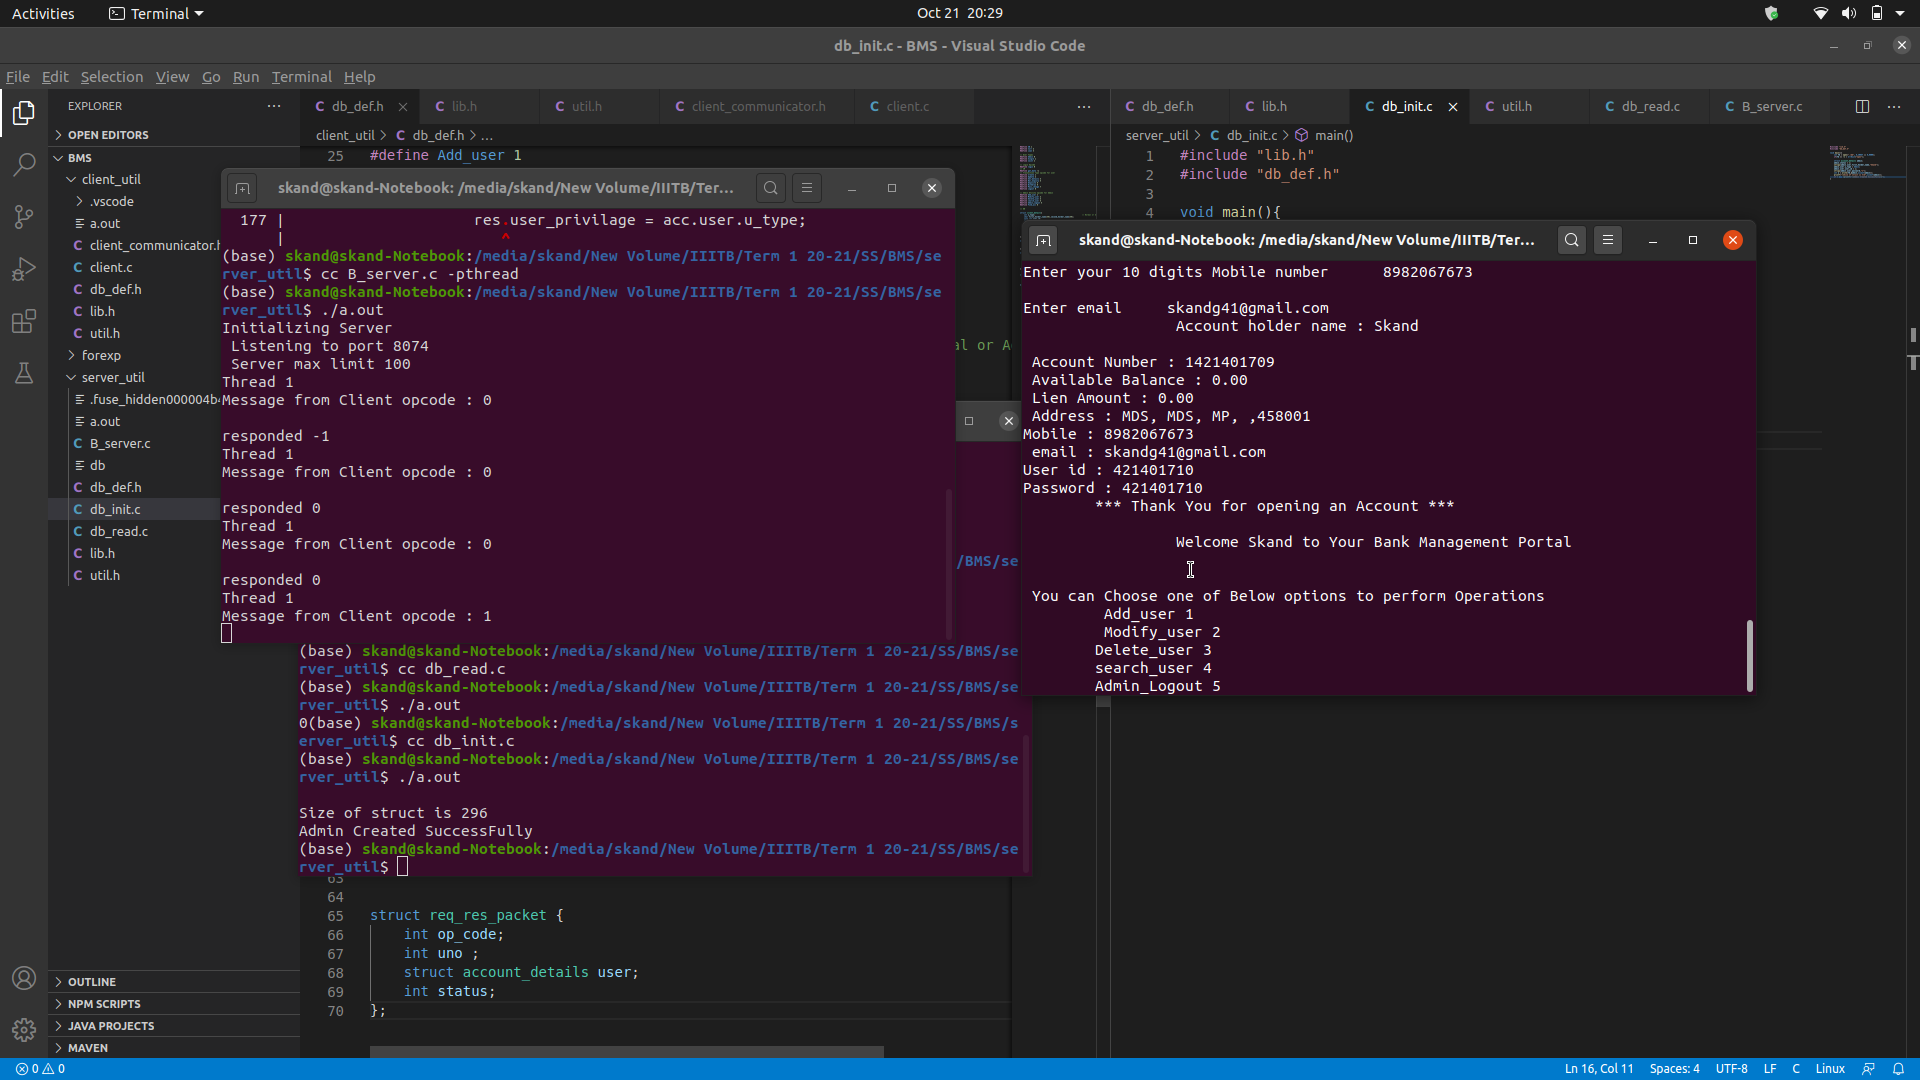 Activities
Terminal
Oct 21 20:29
db_init.c - BMS - Visual Studio Code
File Edit Selection View Go Run Terminal Help
EXPLORER
OPEN EDITORS
BMS
client_util
.vscode
a.out
C client_communicator.h
C client.c
C db_def.h
C lib.h
C util.h
forexp
server_util
.fuse_hidden000004b
a.out
C B_server.c
db
C db_def.h
C db_init.c
C db_read.c
C lib.h
C util.h
OUTLINE
NPM SCRIPTS
JAVA PROJECTS
MAVEN
C db_def.h
C lib.h
C util.h
C client_communicator.h
C client.c
client_util > C db_def.h > ...
25 #define Add_user 1
al or A
skand@skand-Notebook: /media/skand/New Volume/IIITB/Ter...
177 | res.user_privilage = acc.user.u_type;
| ^
(base) skand@skand-Notebook:/media/skand/New Volume/IIITB/Term 1 20-21/SS/BMS/se
rver_util$ cc B_server.c -pthread
(base) skand@skand-Notebook:/media/skand/New Volume/IIITB/Term 1 20-21/SS/BMS/se
rver_util$ ./a.out
Initializing Server
Listening to port 8074
Server max limit 100
Thread 1
Message from Client opcode : 0
responded -1
Thread 1
Message from Client opcode : 0
responded 0
Thread 1
Message from Client opcode : 0
responded 0
Thread 1
Message from Client opcode : 1
/BMS/se
(base) skand@skand-Notebook:/media/skand/New Volume/IIITB/Term 1 20-21/SS/BMS/se
rver_util$ cc db_read.c
(base) skand@skand-Notebook:/media/skand/New Volume/IIITB/Term 1 20-21/SS/BMS/se
rver_util$ ./a.out
0(base) skand@skand-Notebook:/media/skand/New Volume/IIITB/Term 1 20-21/SS/BMS/s
erver_util$ cc db_init.c
(base) skand@skand-Notebook:/media/skand/New Volume/IIITB/Term 1 20-21/SS/BMS/se
rver_util$ ./a.out
Size of struct is 296
Admin Created SuccessFully
(base) skand@skand-Notebook:/media/skand/New Volume/IIITB/Term 1 20-21/SS/BMS/se
rver_util$
63
64
65 struct req_res_packet {
66 int op_code;
67 int uno ;
68 struct account_details user;
69 int status;
70 };
C db_def.h
C lib.h
C db_init.c
C util.h
C db_read.c
C B_server.c
server_util > C db_init.c > main()
1 #include "lib.h"
2 #include "db_def.h"
3
4 void main(){
skand@skand-Notebook: /media/skand/New Volume/IIITB/Ter...
Enter your 10 digits Mobile number 8982067673
Enter email skandg41@gmail.com
Account holder name : Skand
Account Number : 1421401709
Available Balance : 0.00
Lien Amount : 0.00
Address : MDS, MDS, MP, ,458001
Mobile : 8982067673
email : skandg41@gmail.com
User id : 421401710
Password : 421401710
*** Thank You for opening an Account ***
Welcome Skand to Your Bank Management Portal
You can Choose one of Below options to perform Operations
Add_user 1
Modify_user 2
Delete_user 3
search_user 4
Admin_Logout 5
0 0
Ln 16, Col 11
Spaces: 4
UTF-8
LF
C
Linux